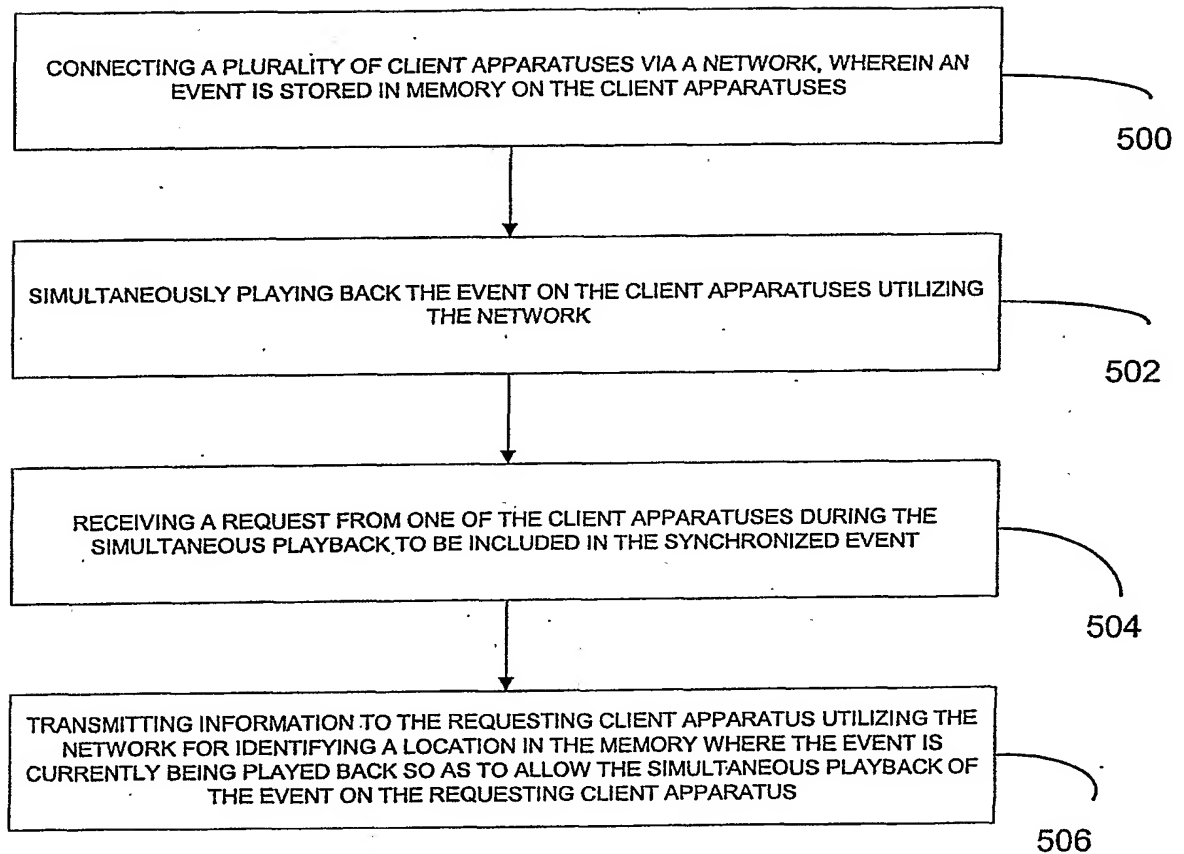 CONNECTING A PLURALITY OF CLIENT APPARATUSES VIA A NETWORK, WHEREIN AN
EVENT IS STORED IN MEMORY ON THE CLIENT APPARATUSES
500
SIMULTANEOUSLY PLAYING BACK THE EVENT ON THE CLIENT APPARATUSES UTILIZING
THE NETWORK
502
RECEIVING A REQUEST FROM ONE OF THE CLIENT APPARATUSES DURING THE
SIMULTANEOUS PLAYBACK TO BE INCLUDED IN THE SYNCHRONIZED EVENT
504
TRANSMITTING INFORMATION TO THE REQUESTING CLIENT APPARATUS UTILIZING THE
NETWORK FOR IDENTIFYING A LOCATION IN THE MEMORY WHERE THE EVENT IS
CURRENTLY BEING PLAYED BACK SO AS TO ALLOW THE SIMULTANEOUS PLAYBACK OF
THE EVENT ON THE REQUESTING CLIENT APPARATUS
506